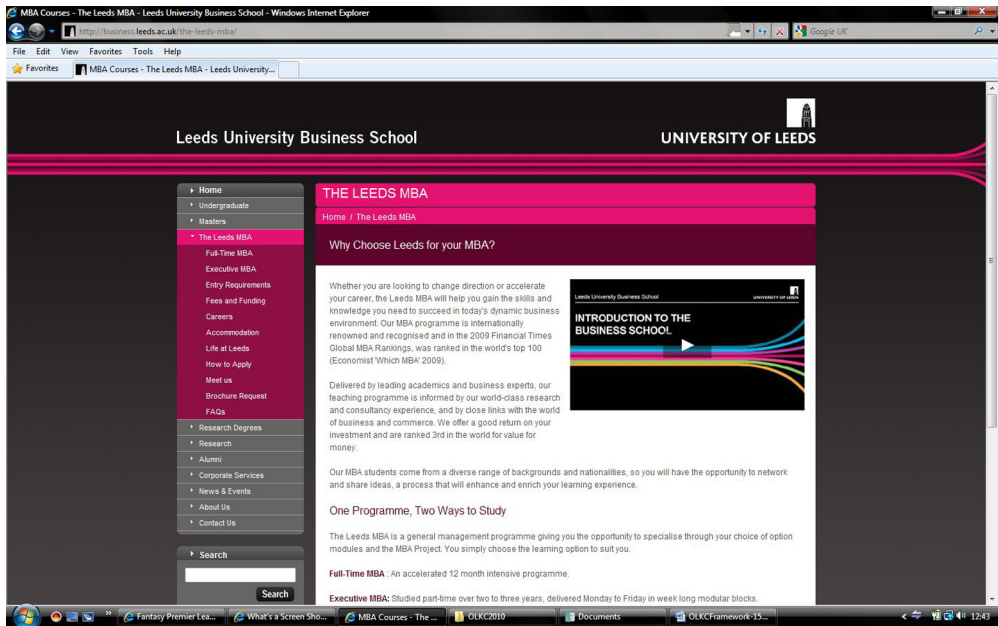 MBA Courses - The Leeds MBA - Leeds University Business School - Windows Internet Explorer
http://business.leeds.ac.uk/the-leeds-mba/
Google UK
File Edit View Favorites Tools Help
Favorites
MBA Courses - The Leeds MBA - Leeds University...
Leeds University Business School
UNIVERSITY OF LEEDS
Home
Undergraduate
Masters
The Leeds MBA
Full-Time MBA
Executive MBA
Entry Requirements
Fees and Funding
Careers
Accommodation
Life at Leeds
How to Apply
Meet us
Brochure Request
FAQs
Research Degrees
Research
Alumni
Corporate Services
News & Events
About Us
Contact Us
Search
Search
THE LEEDS MBA
Home / The Leeds MBA
Why Choose Leeds for your MBA?
Whether you are looking to change direction or accelerate
your career, the Leeds MBA will help you gain the skills and
knowledge you need to succeed in today's dynamic business
environment. Our MBA programme is internationally
renowned and recognised and in the 2009 Financial Times
Global MBA Rankings, was ranked in the world's top 100
(Economist 'Which MBA' 2009).
Delivered by leading academics and business experts, our
teaching programme is informed by our world-class research
and consultancy experience, and by close links with the world
of business and commerce. We offer a good return on your
investment and are ranked 3rd in the world for value for
money.
Leeds University Business School
UNIVERSITY OF LEEDS
INTRODUCTION TO THE
BUSINESS SCHOOL
Our MBA students come from a diverse range of backgrounds and nationalities, so you will have the opportunity to network
and share ideas, a process that will enhance and enrich your learning experience.
One Programme, Two Ways to Study
The Leeds MBA is a general management programme giving you the opportunity to specialise through your choice of option
modules and the MBA Project. You simply choose the learning option to suit you.
Full-Time MBA : An accelerated 12 month intensive programme.
Executive MBA: Studied part-time over two to three years, delivered Monday to Friday in week long modular blocks.
Fantasy Premier Lea...
What's a Screen Sho...
MBA Courses - The ...
OLKC2010
Documents
OLKCFramework-15...
12:43